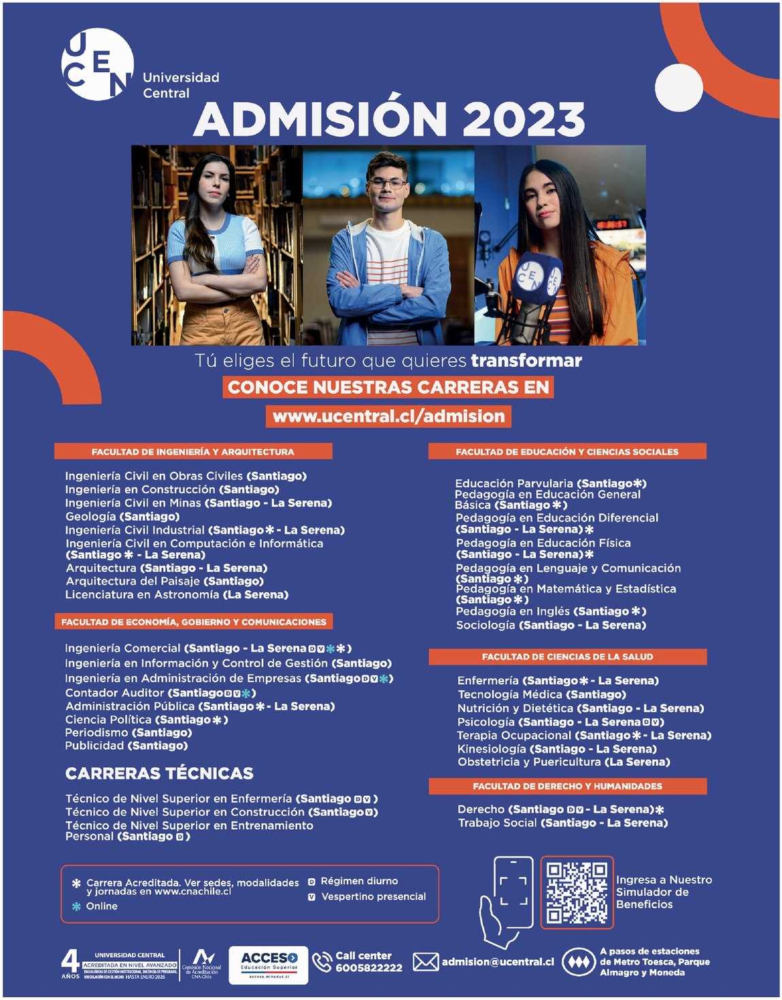 UCEN
Universidad
Central
ADMISIÓN 2023
UCEN
Tú eliges el futuro que quieres transformar
CONOCE NUESTRAS CARRERAS EN
www.ucentral.cl/admision
FACULTAD DE INGENIERÍA Y ARQUITECTURA
Ingeniería Civil en Obras Civiles (Santiago)
Ingeniería en Construcción (Santiago)
Ingeniería Civil en Minas (Santiago - La Serena)
Geología (Santiago)
Ingeniería Civil Industrial (Santiago* - La Serena)
Ingeniería Civil en Computación e Informática
(Santiago * - La Serena)
Arquitectura (Santiago - La Serena)
Arquitectura del Paisaje (Santiago)
Licenciatura en Astronomía (La Serena)
FACULTAD DE ECONOMÍA, GOBIERNO Y COMUNICACIONES
Ingeniería Comercial (Santiago - La Serena D V * *)
Ingeniería en Información y Control de Gestión (Santiago)
Ingeniería en Administración de Empresas (Santiago D V *)
Contador Auditor (Santiago D V *)
Administración Pública (Santiago * - La Serena)
Ciencia Política (Santiago *)
Periodismo (Santiago)
Publicidad (Santiago)
CARRERAS TÉCNICAS
Técnico de Nivel Superior en Enfermería (Santiago D V )
Técnico de Nivel Superior en Construcción (Santiago V)
Técnico de Nivel Superior en Entrenamiento
Personal (Santiago D )
FACULTAD DE EDUCACIÓN Y CIENCIAS SOCIALES
Educación Parvularia (Santiago*)
Pedagogía en Educación General
Básica (Santiago *)
Pedagogía en Educación Diferencial
(Santiago - La Serena) *
Pedagogía en Educación Física
(Santiago - La Serena) *
Pedagogía en Lenguaje y Comunicación
(Santiago *)
Pedagogía en Matemática y Estadística
(Santiago *)
Pedagogía en Inglés (Santiago *)
Sociología (Santiago - La Serena)
FACULTAD DE CIENCIAS DE LA SALUD
Enfermería (Santiago* - La Serena)
Tecnología Médica (Santiago)
Nutrición y Dietética (Santiago - La Serena)
Psicología (Santiago - La Serena D V)
Terapia Ocupacional (Santiago * - La Serena)
Kinesiología (Santiago - La Serena)
Obstetricia y Puericultura (La Serena)
FACULTAD DE DERECHO Y HUMANIDADES
Derecho (Santiago D V - La Serena)*
Trabajo Social (Santiago - La Serena)
* Carrera Acreditada. Ver sedes, modalidades
y jornadas en www.cnachile.cl
* Online
D Régimen diurno
V Vespertino presencial
Ingresa a Nuestro
Simulador de
Beneficios
4
AÑOS
UNIVERSIDAD CENTRAL
ACREDITADA EN NIVEL AVANZADO
EN LAS ÁREAS DE GESTIÓN INSTITUCIONAL, DOCENCIA DE PREGRADO,
VINCULACIÓN CON EL MEDIO HASTA ENERO 2026
Comisión Nacional
de Acreditación
CNA-Chile
ACCESO
Educación Superior
acceso.mineduc.cl
Call center
6005822222
admision@ucentral.cl
A pasos de estaciones
de Metro Toesca, Parque
Almagro y Moneda